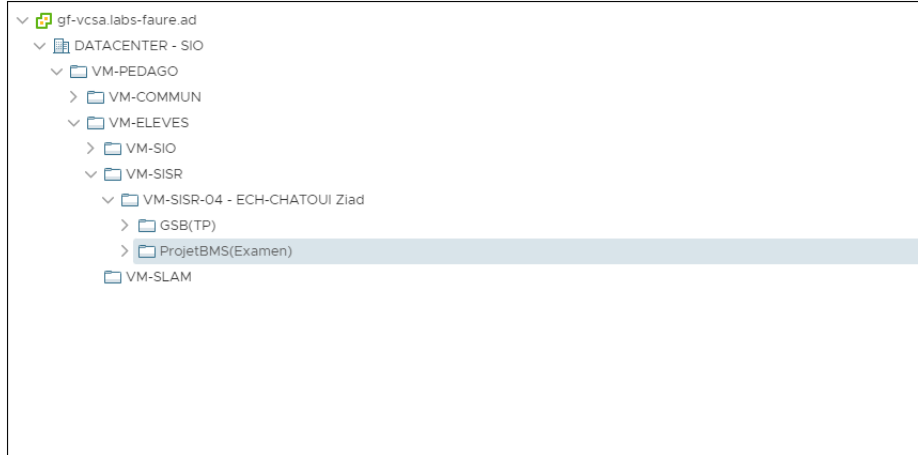 gf-vcsa.labs-faure.ad
DATACENTER - SIO
VM-PEDAGO
VM-COMMUN
VM-ELEVES
VM-SIO
VM-SISR
VM-SISR-04 - ECH-CHATOUI Ziad
GSB(TP)
ProjetBMS(Examen)
VM-SLAM